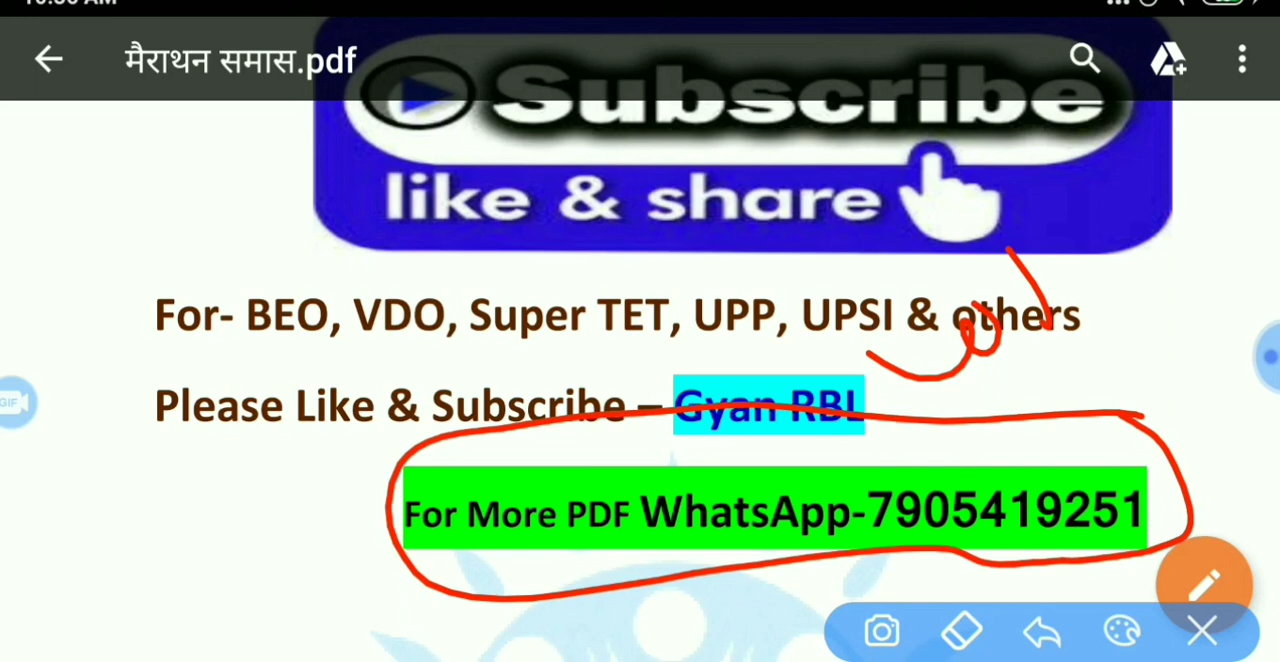 मैराथन समास.pdf
Subscribe
like & share
For- BEO, VDO, Super TET, UPP, UPSI & others
Please Like & Subscribe – Gyan RBL
For More PDF WhatsApp-7905419251
GIF